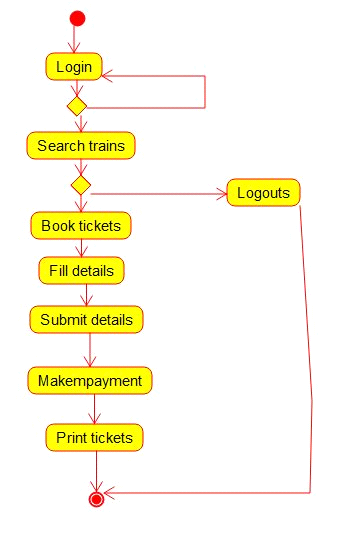 Login
Search trains
Logouts
Book tickets
Fill details
Submit details
Makempayment
Print tickets